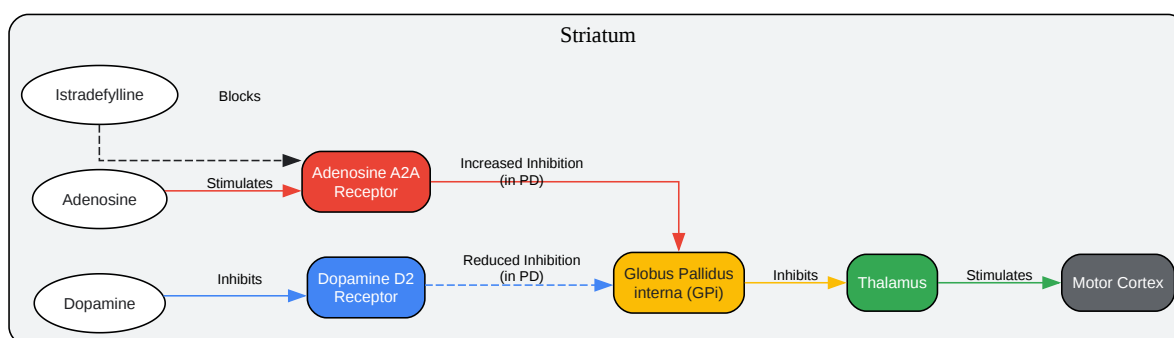 Striatum
Istradefylline
Blocks
Adenosine A2A
Receptor
Increased Inhibition
(in PD)
Stimulates
Adenosine
Dopamine
Inhibits
Dopamine D2
Receptor
Reduced Inhibition
(in PD)
Globus Pallidus
interna (GPi)
Inhibits
Thalamus
Stimulates
Motor Cortex